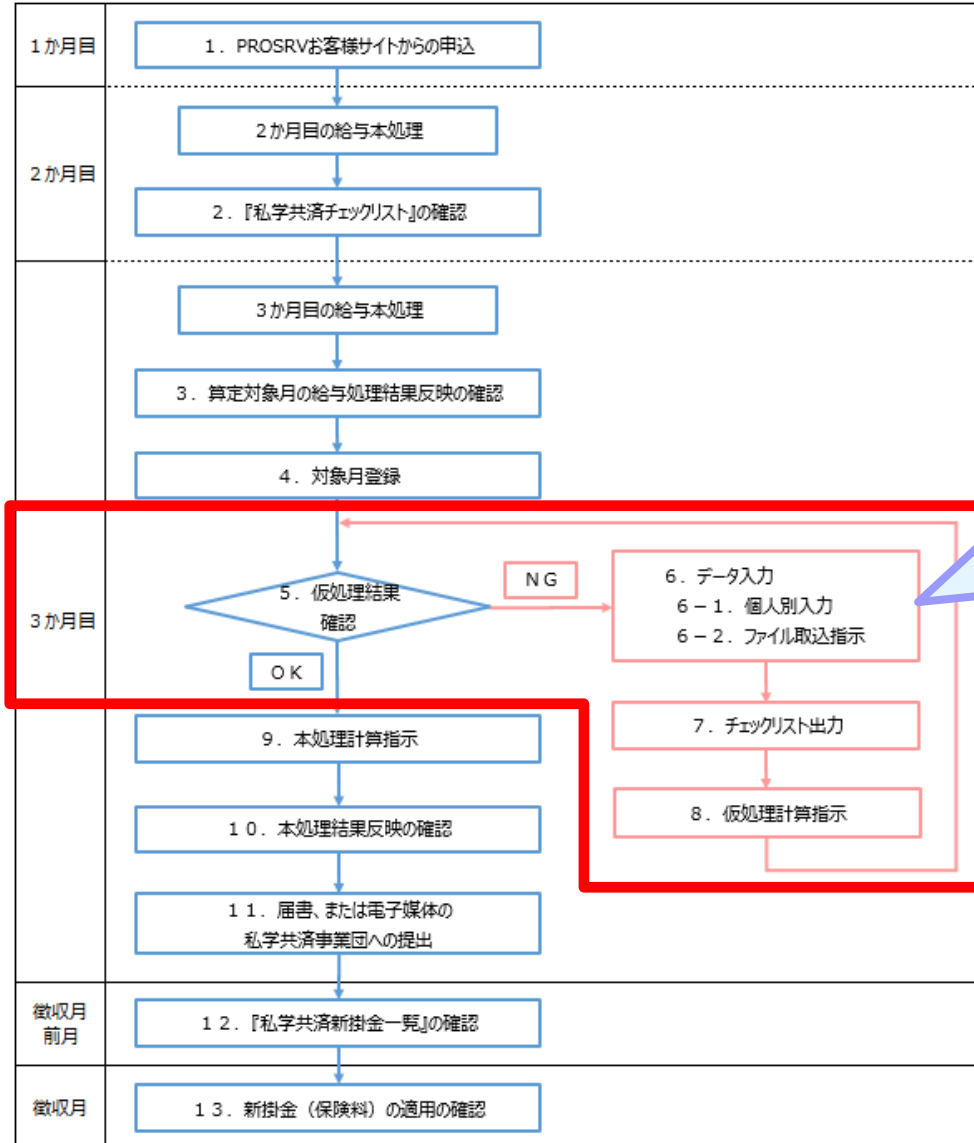 1か月目
1．PROSRVお客様サイトからの申込
2か月目
2か月目の給与本処理
2．『私学共済チェックリスト』の確認
3か月目の給与本処理
3．算定対象月の給与処理結果反映の確認
4．対象月登録
3か月目
5．仮処理結果
確認
NG
OK
6．データ入力
6－1．個人別入力
6－2．ファイル取込指示
7．チェックリスト出力
8．仮処理計算指示
9．本処理計算指示
10．本処理結果反映の確認
11．届書、または電子媒体の
私学共済事業団への提出
徴収月
前月
12．『私学共済新掛金一覧』の確認
徴収月
13．新掛金（保険料）の適用の確認